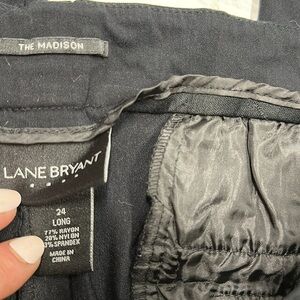 THE MADISON
LANE BRYANT
24
LONG
77% RAYON
20% NYLON
3% SPANDEX
MADE IN
CHINA